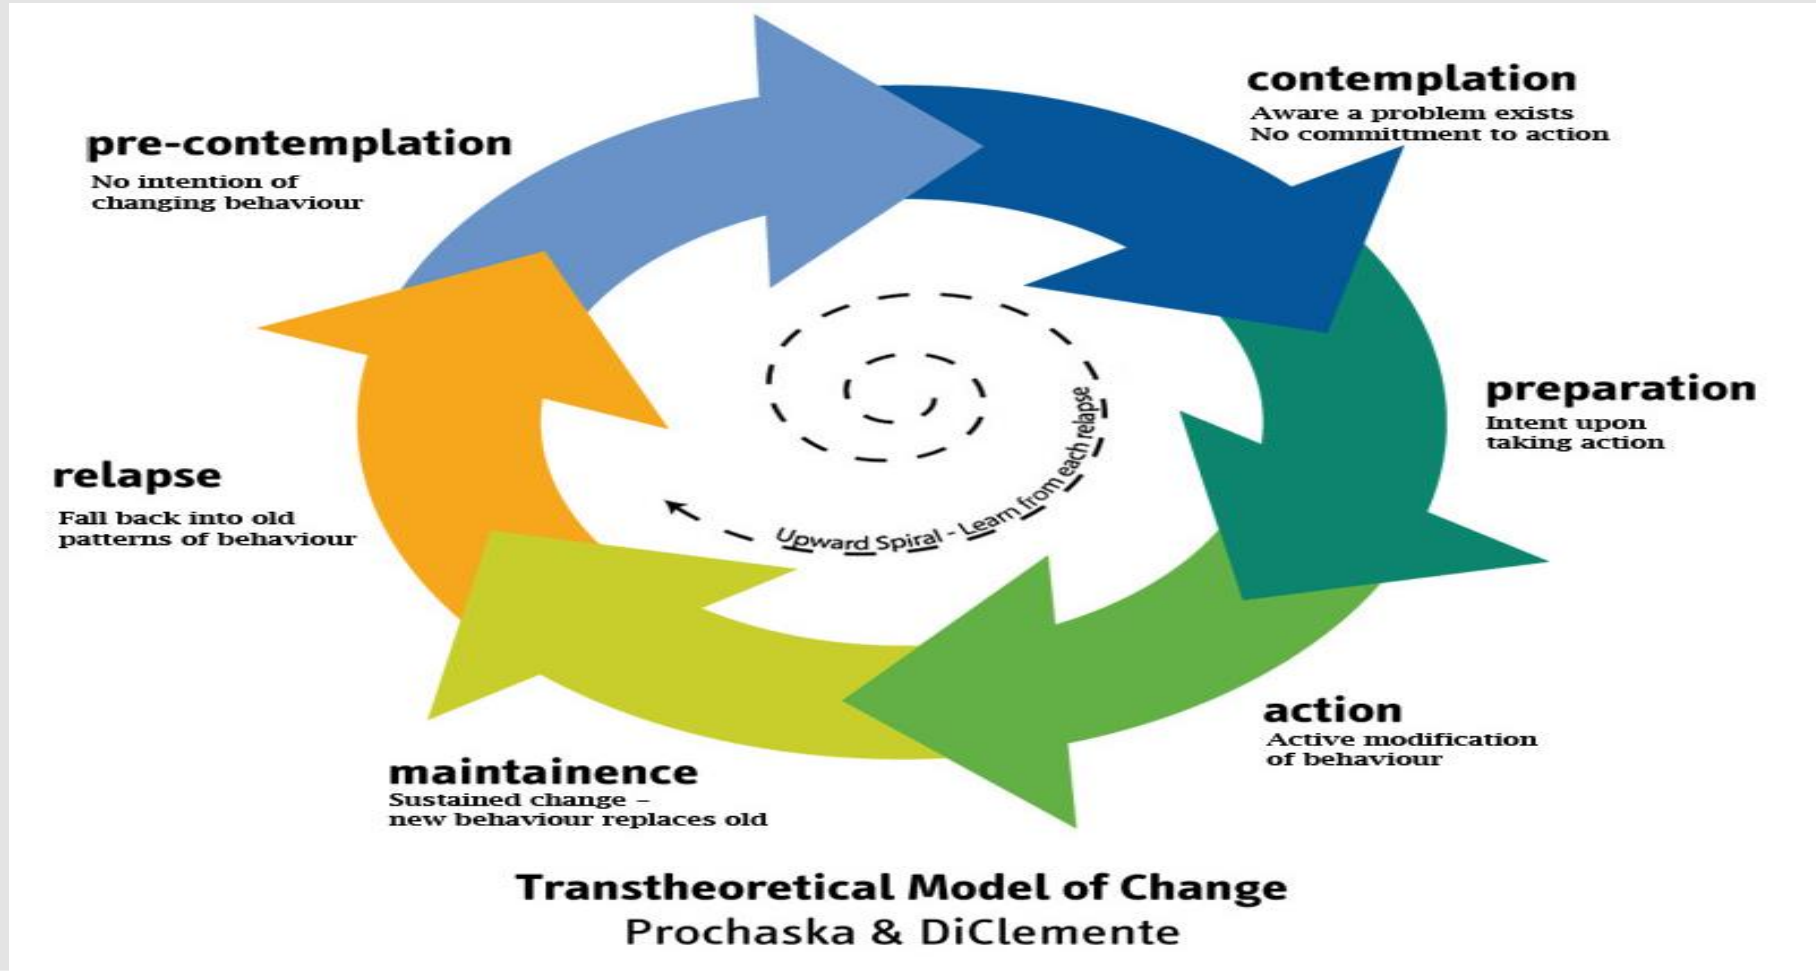 pre-contemplation
No intention of
changing behaviour
contemplation
Aware a problem exists
No committment to action
preparation
Intent upon
taking action
action
Active modification
of behaviour
maintainence
Sustained change –
new behaviour replaces old
relapse
Fall back into old
patterns of behaviour
Upward Spiral - Learn from each relapse
Transtheoretical Model of Change
Prochaska & DiClemente